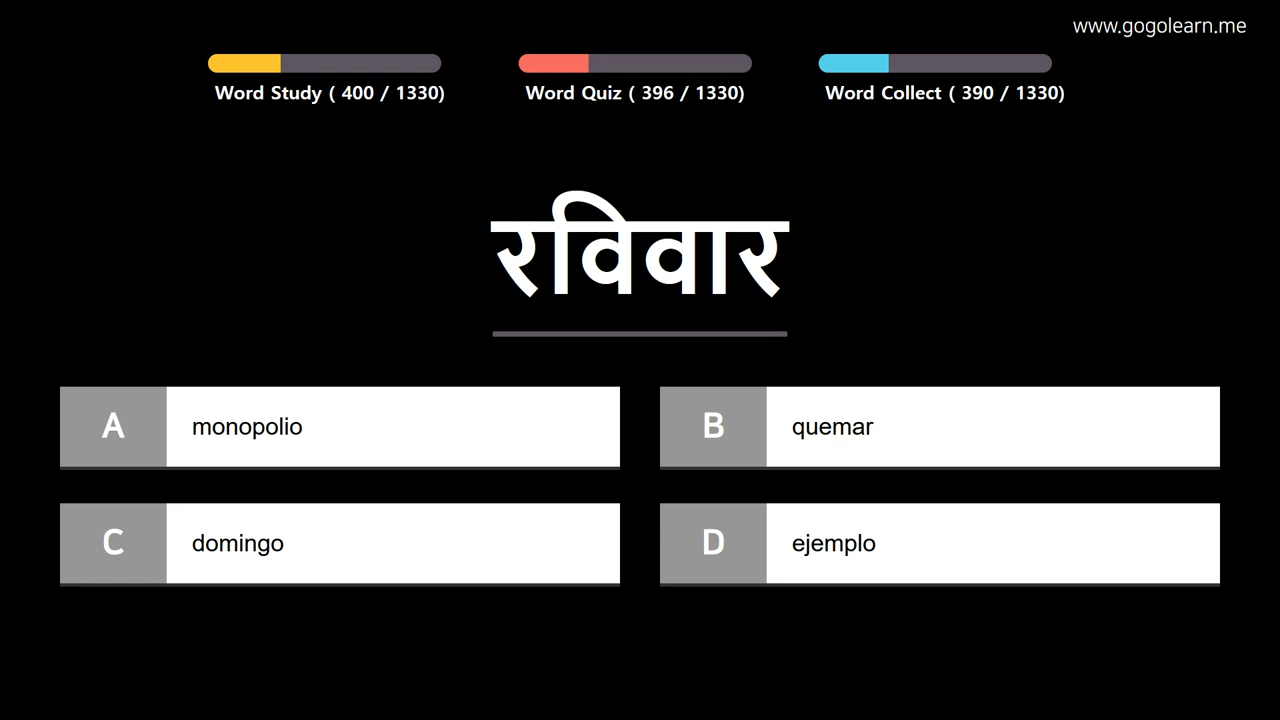 www.gogolearn.me
Word Study ( 400 / 1330)
Word Quiz ( 396 / 1330)
Word Collect ( 390 / 1330)
रविवार
A monopolio
B quemar
C domingo
D ejemplo